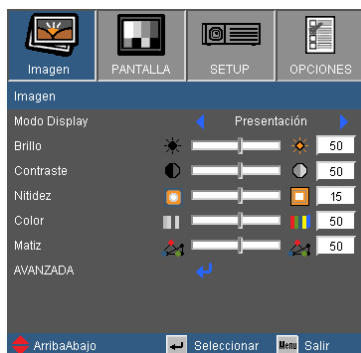 Imagen PANTALLA SETUP OPCIONES
Imagen
Modo Display Presentación
Brillo 50
Contraste 50
Nitidez 15
Color 50
Matiz 50
AVANZADA
ArribaAbajo Seleccionar Menu Salir